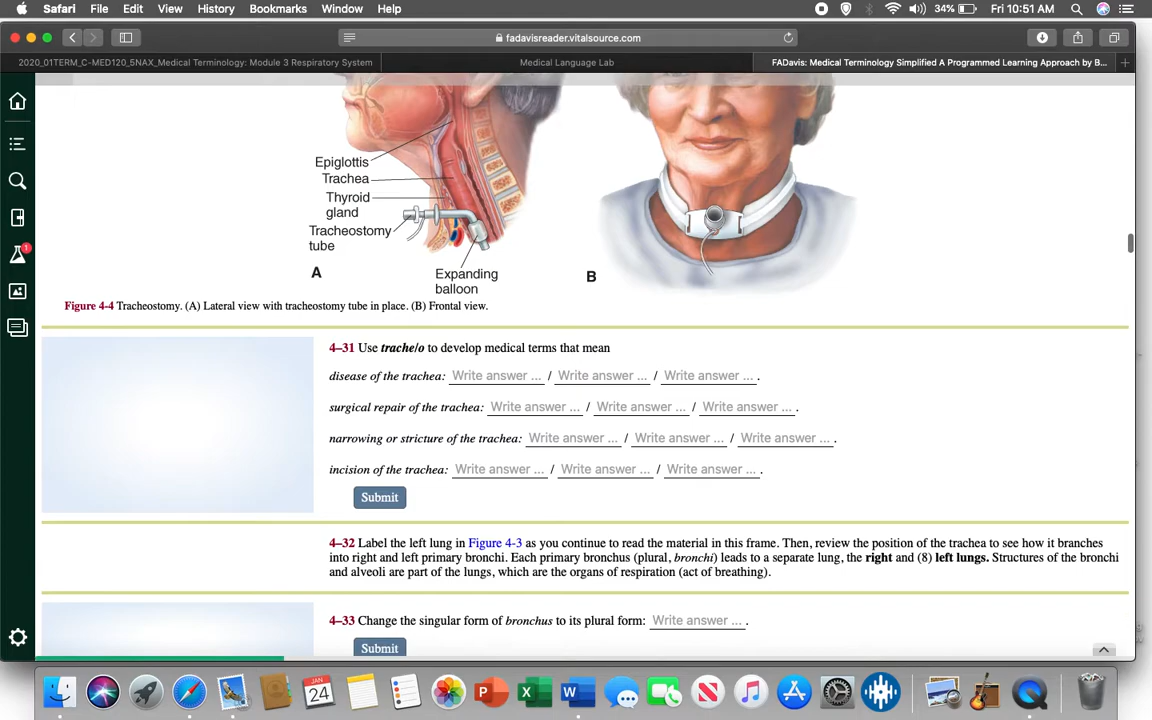 Safari File Edit View History Bookmarks Window Help 34% Fri 10:51 AM
fadavisreader.vitalsource.com
2020_01TERM_C-MED120_5NAX_Medical Terminology: Module 3 Respiratory System Medical Language Lab FADavis: Medical Terminology Simplified A Programmed Learning Approach by B...
Epiglottis
Trachea
Thyroid
gland
Tracheostomy
tube
Expanding
balloon
A
B
Figure 4-4 Tracheostomy. (A) Lateral view with tracheostomy tube in place. (B) Frontal view.
4–31 Use trache/o to develop medical terms that mean
disease of the trachea: Write answer ... / Write answer ... / Write answer ... .
surgical repair of the trachea: Write answer ... / Write answer ... / Write answer ... .
narrowing or stricture of the trachea: Write answer ... / Write answer ... / Write answer ... .
incision of the trachea: Write answer ... / Write answer ... / Write answer ... .
Submit
4–32 Label the left lung in Figure 4-3 as you continue to read the material in this frame. Then, review the position of the trachea to see how it branches
into right and left primary bronchi. Each primary bronchus (plural, bronchi) leads to a separate lung, the right and (8) left lungs. Structures of the bronchi
and alveoli are part of the lungs, which are the organs of respiration (act of breathing).
4–33 Change the singular form of bronchus to its plural form: Write answer ... .
Submit
1
JAN
24
P
X
W
N